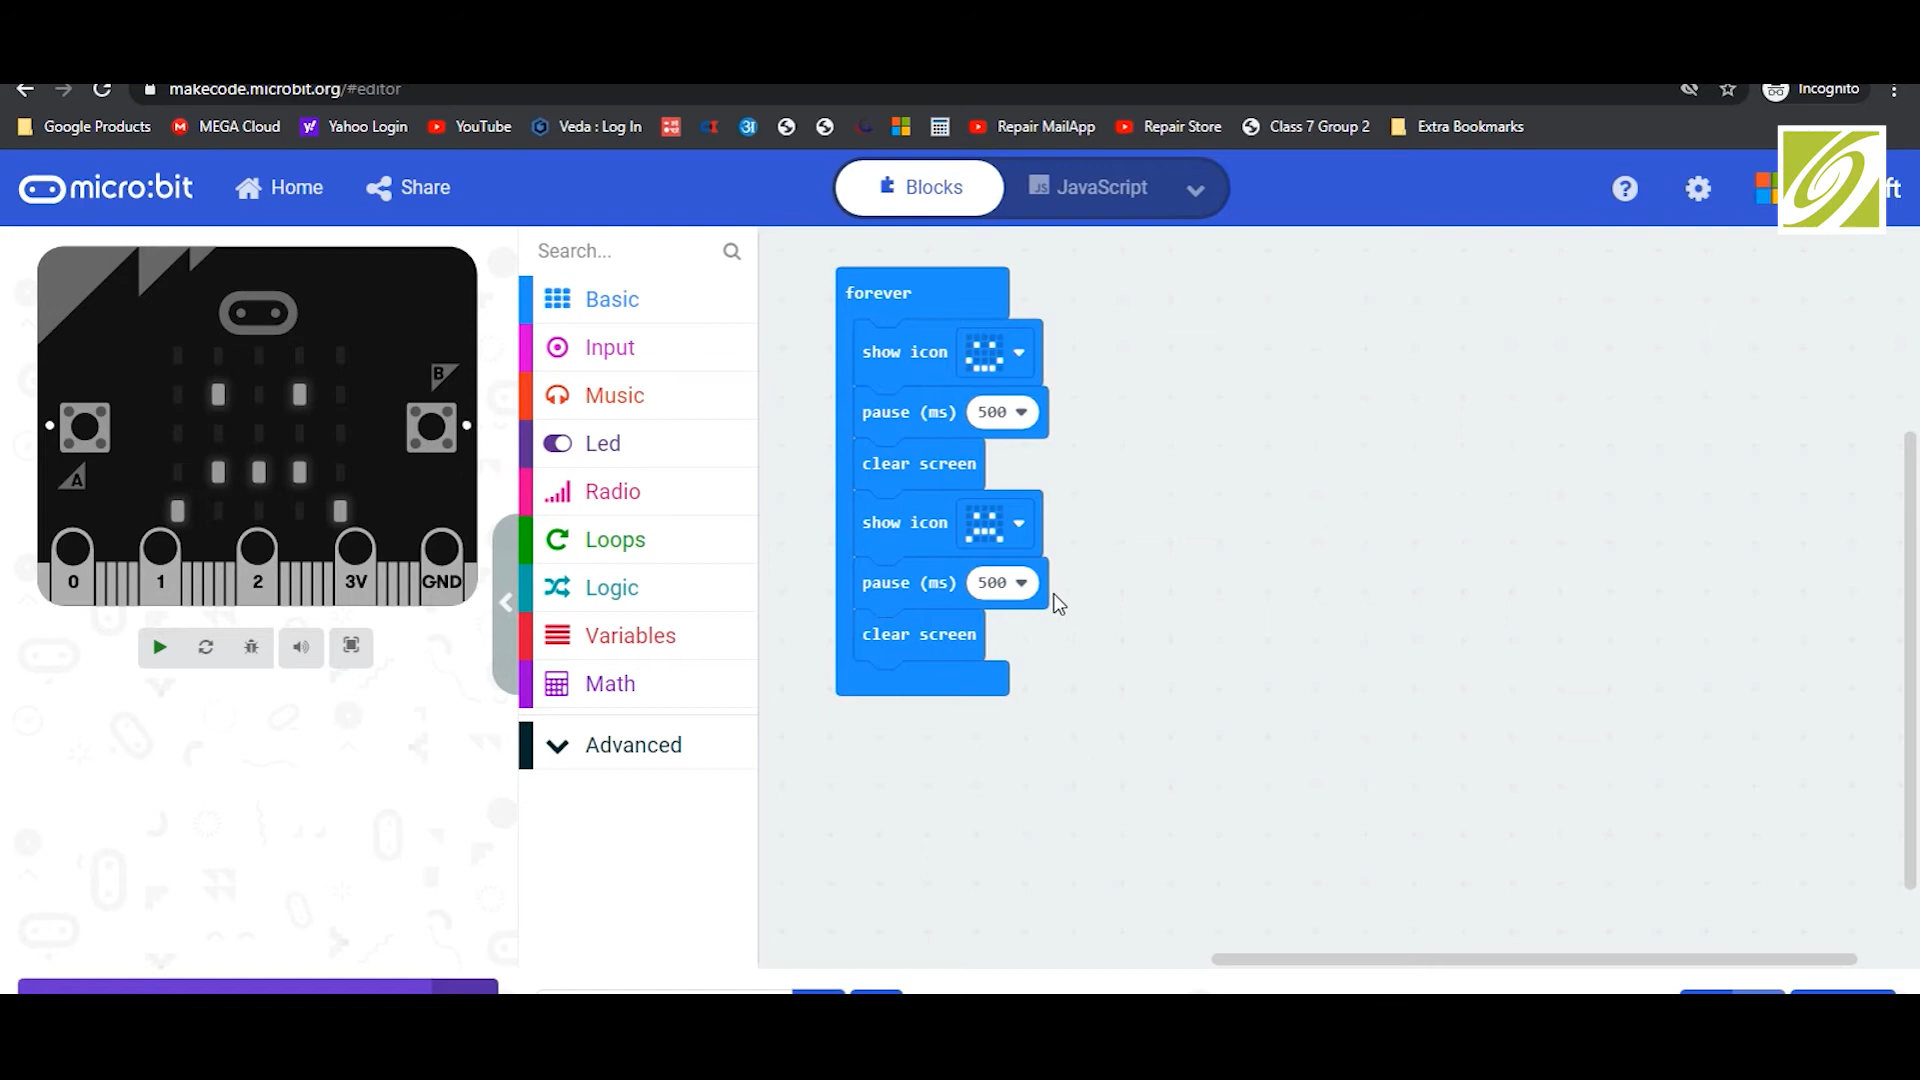 makecode.microbit.org/#editor
Incognito
Google Products
MEGA Cloud
Yahoo Login
YouTube
Veda : Log In
31
Repair MailApp
Repair Store
Class 7 Group 2
Extra Bookmarks
micro:bit
Home
Share
Blocks
JS JavaScript
?
ft
Search...
Basic
Input
Music
Led
Radio
Loops
Logic
Variables
Math
Advanced
A
B
0
1
2
3V
GND
forever
show icon
pause (ms) 500
clear screen
show icon
pause (ms) 500
clear screen